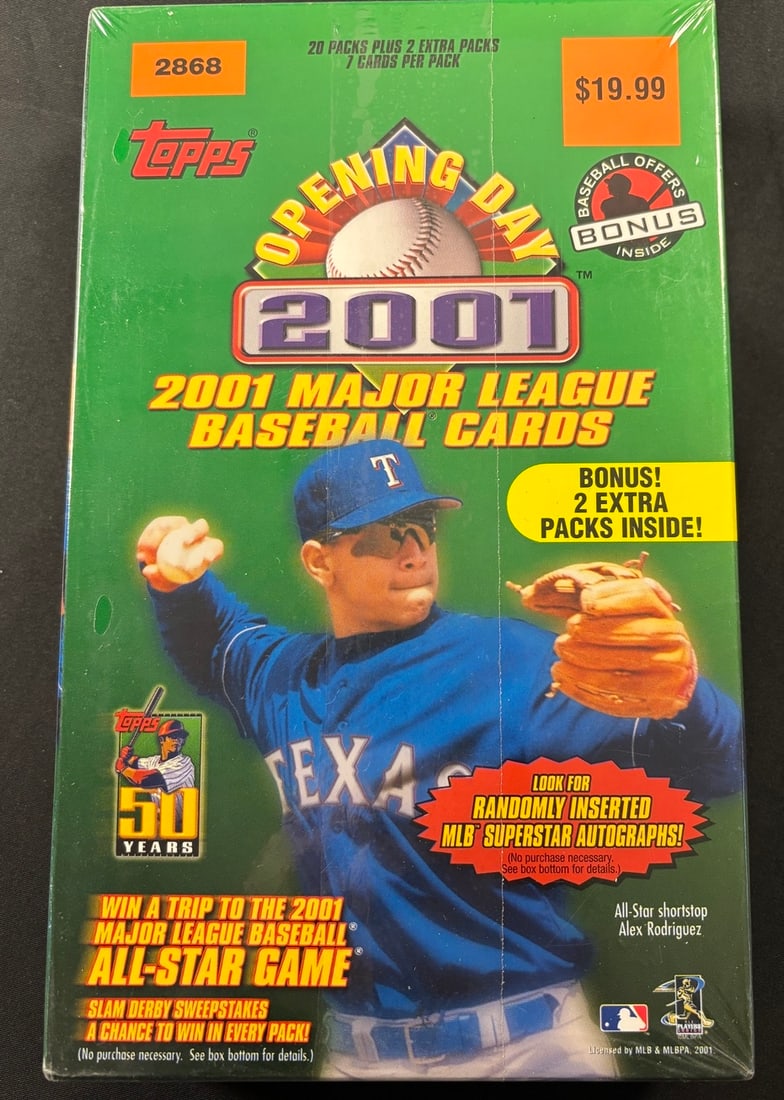 20 PACKS PLUS 2 EXTRA PACKS
7 CARDS PER PACK
2868
$19.99
TOPPS®
OPENING DAY
2001
™
BASEBALL OFFERS
BONUS
INSIDE
2001 MAJOR LEAGUE
BASEBALL CARDS
®
BONUS!
2 EXTRA
PACKS INSIDE!
T
TEXAS
TOPPS
50
YEARS
LOOK FOR
RANDOMLY INSERTED
MLB™ SUPERSTAR AUTOGRAPHS!
(No purchase necessary.
See box bottom for details.)
WIN A TRIP TO THE 2001
MAJOR LEAGUE BASEBALL®
ALL-STAR GAME®
SLAM DERBY SWEEPSTAKES
A CHANCE TO WIN IN EVERY PACK!
(No purchase necessary. See box bottom for details.)
All-Star shortstop
Alex Rodriguez
PLAYERS
Licensed by MLB & MLBPA, 2001.